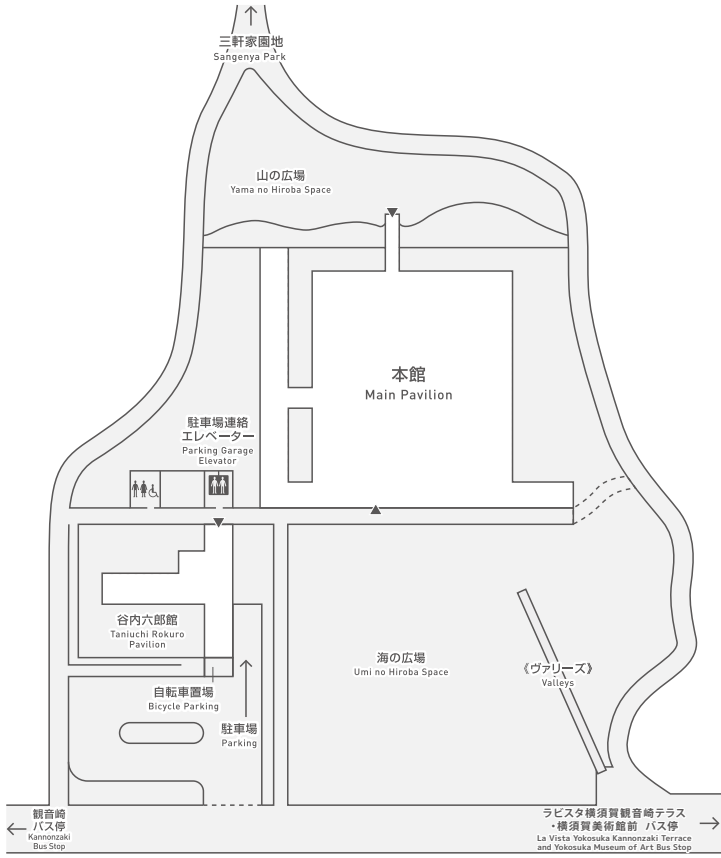 三軒家園地
Sangenya Park
山の広場
Yama no Hiroba Space
本館
Main Pavilion
駐車場連絡
エレベーター
Parking Garage
Elevator
谷内六郎館
Taniuchi Rokuro
Pavilion
海の広場
Umi no Hiroba Space
《ヴァリーズ》
Valleys
自転車置場
Bicycle Parking
駐車場
Parking
観音崎
バス停
Kannonzaki
Bus Stop
ラビスタ横須賀観音崎テラス
・横須賀美術館前 バス停
La Vista Yokosuka Kannonzaki Terrace
and Yokosuka Museum of Art Bus Stop